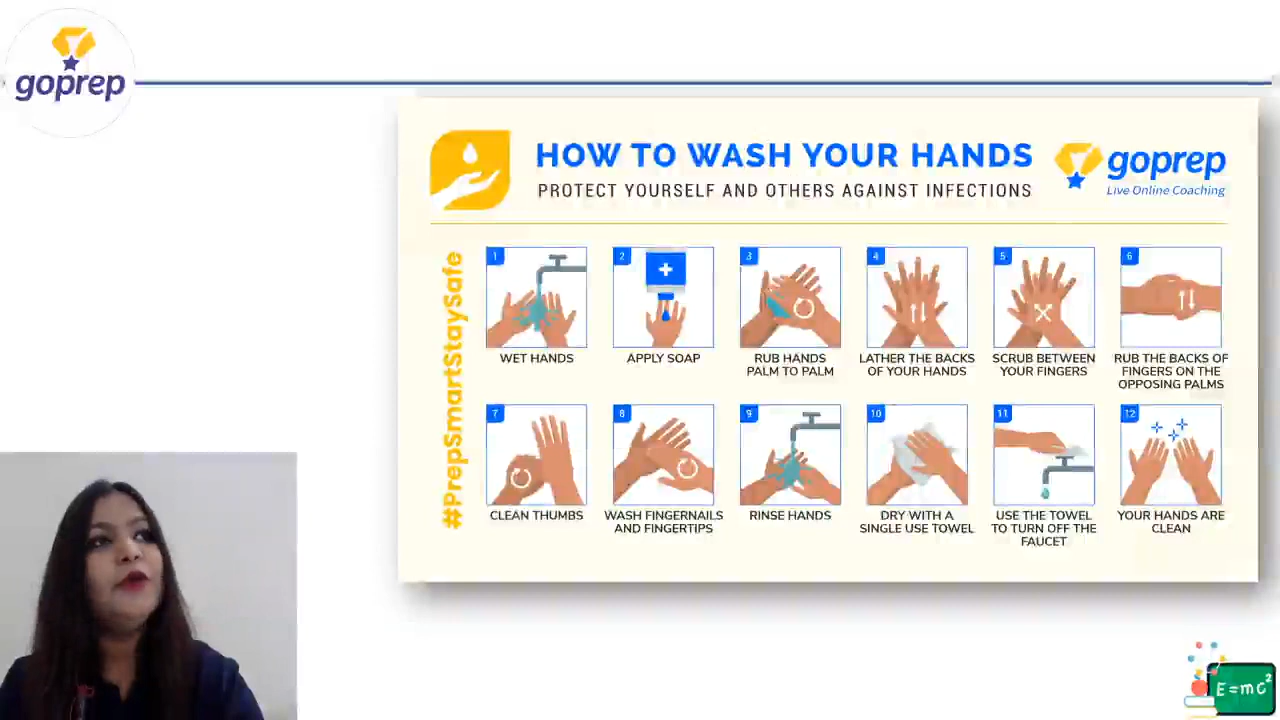 goprep
HOW TO WASH YOUR HANDS
PROTECT YOURSELF AND OTHERS AGAINST INFECTIONS
goprep
Live Online Coaching
#PrepSmartStaySafe
1
WET HANDS
2
APPLY SOAP
3
RUB HANDS
PALM TO PALM
4
LATHER THE BACKS
OF YOUR HANDS
5
SCRUB BETWEEN
YOUR FINGERS
6
RUB THE BACKS OF
FINGERS ON THE
OPPOSING PALMS
7
CLEAN THUMBS
8
WASH FINGERNAILS
AND FINGERTIPS
9
RINSE HANDS
10
DRY WITH A
SINGLE USE TOWEL
11
USE THE TOWEL
TO TURN OFF THE
FAUCET
12
YOUR HANDS ARE
CLEAN
E=mc²